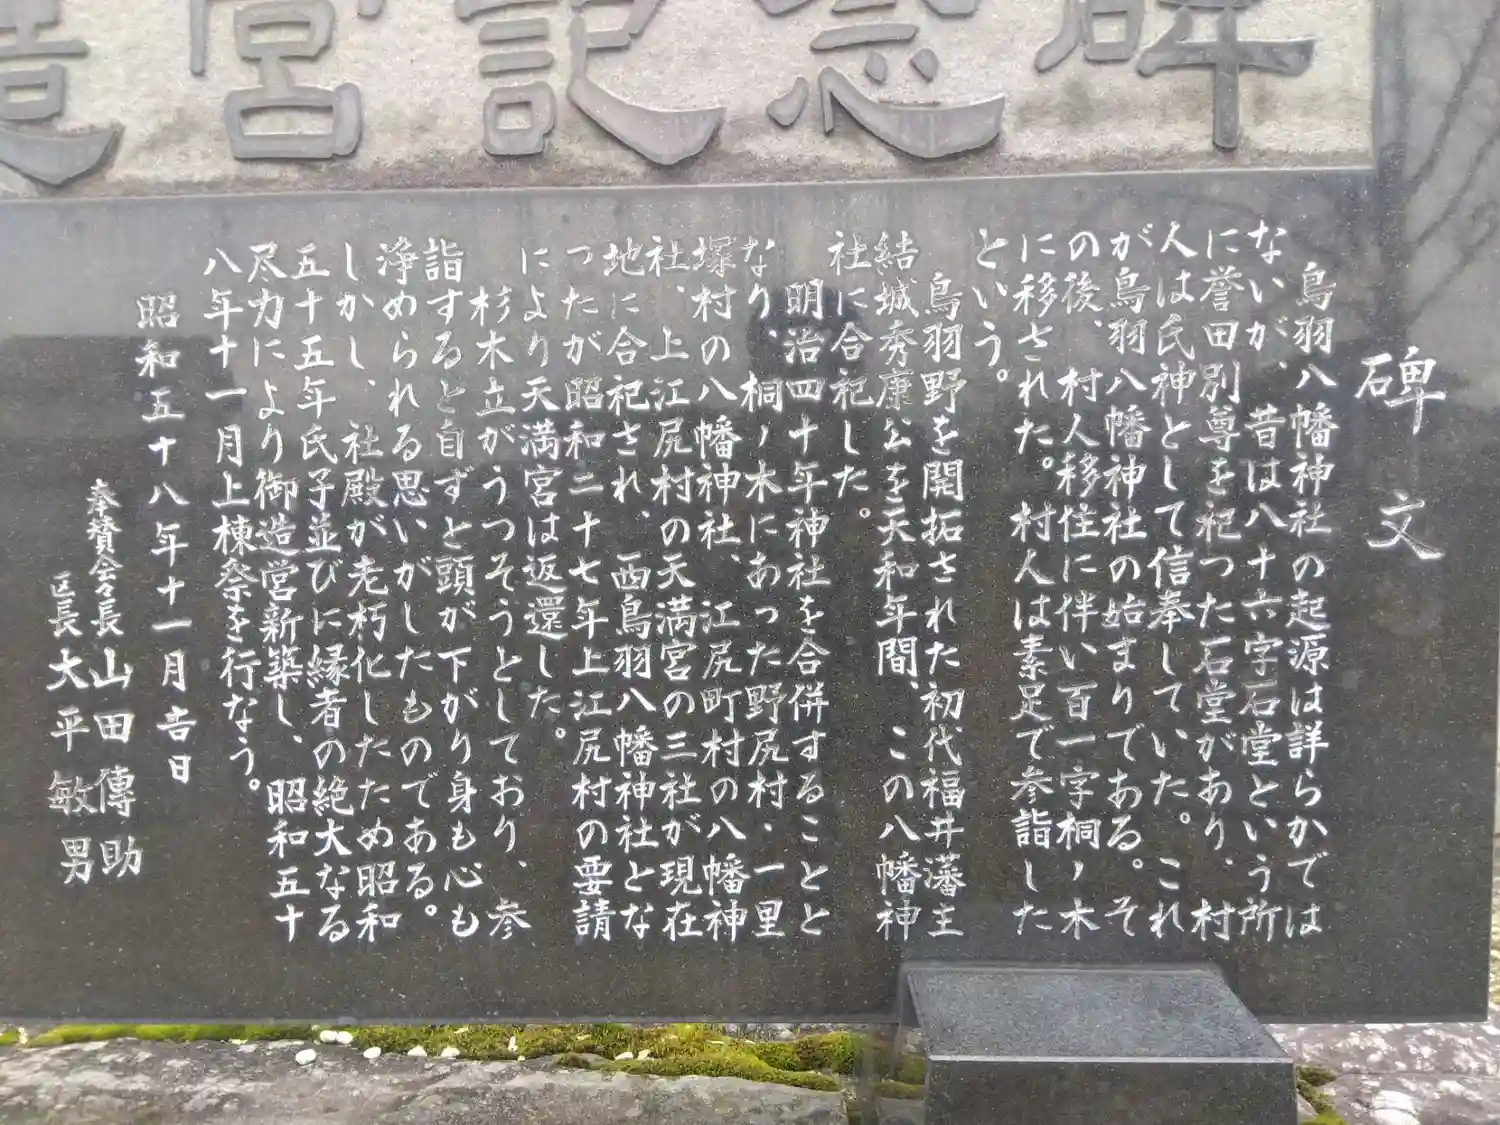 造宮記念碑
碑文
鳥羽八幡神社の起源は詳らかでは
ないが、昔は八十六字石堂という所
に誉田別尊を祀つた石堂があり、村
人は氏神として信奉していた。これ
が鳥羽八幡神社の始まりである。そ
の後、村人移住に伴い百一字桐ノ木
に移された。村人は素足で参詣した
という。
鳥羽野を開拓された初代福井藩主
結城秀康公を天和年間、この八幡神
社に合祀した。
明治四十年神社を合併することと
なり、桐ノ木にあった野尻村・一里
塚村の八幡神社、江尻町村の八幡神
社、上江尻村の天満宮の三社が現在
地に合祀され、西鳥羽八幡神社とな
つたが昭和二十七年上江尻村の要請
により天満宮は返還した。
杉木立がうつそうとしており、参
詣すると自ずと頭が下がり身も心も
浄められる思いがしたものである。
しかし、社殿が老朽化したため昭和
五十五年氏子並びに縁者の絶大なる
尽力により御造営新築し、昭和五十
八年十一月上棟祭を行なう。
昭和五十八年十一月吉日
奉賛会々長 山田傳助
区長 大平敏男